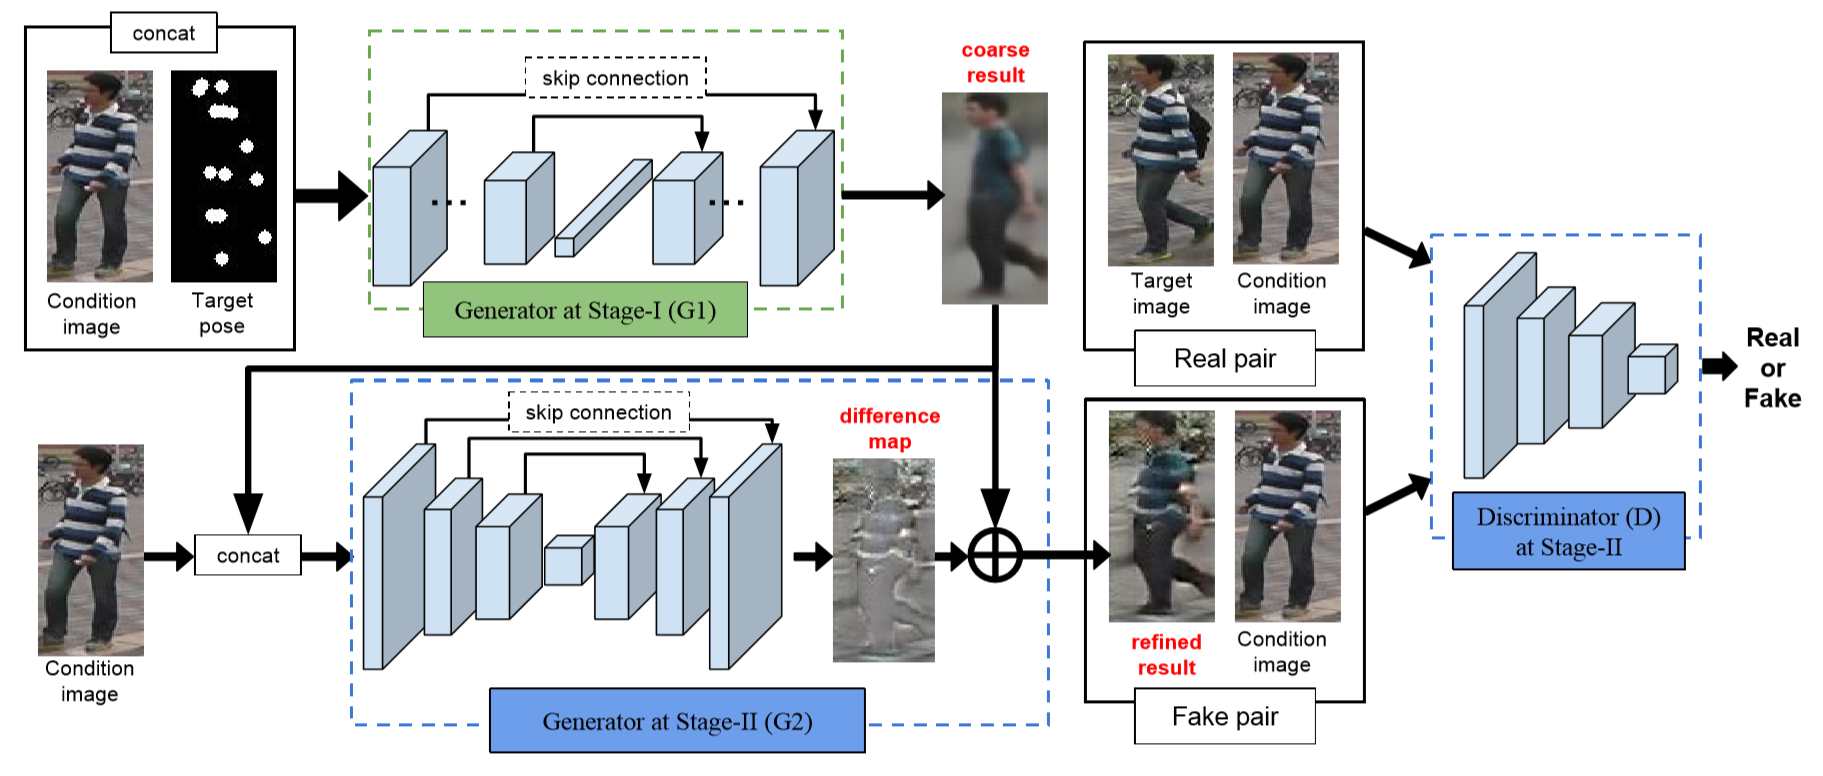 concat
Condition
image
Target
pose
skip connection
Generator at Stage-I (G1)
coarse
result
Target
image
Condition
image
Real pair
Condition
image
concat
skip connection
difference
map
Generator at Stage-II (G2)
refined
result
Condition
image
Fake pair
Discriminator (D)
at Stage-II
Real
or
Fake